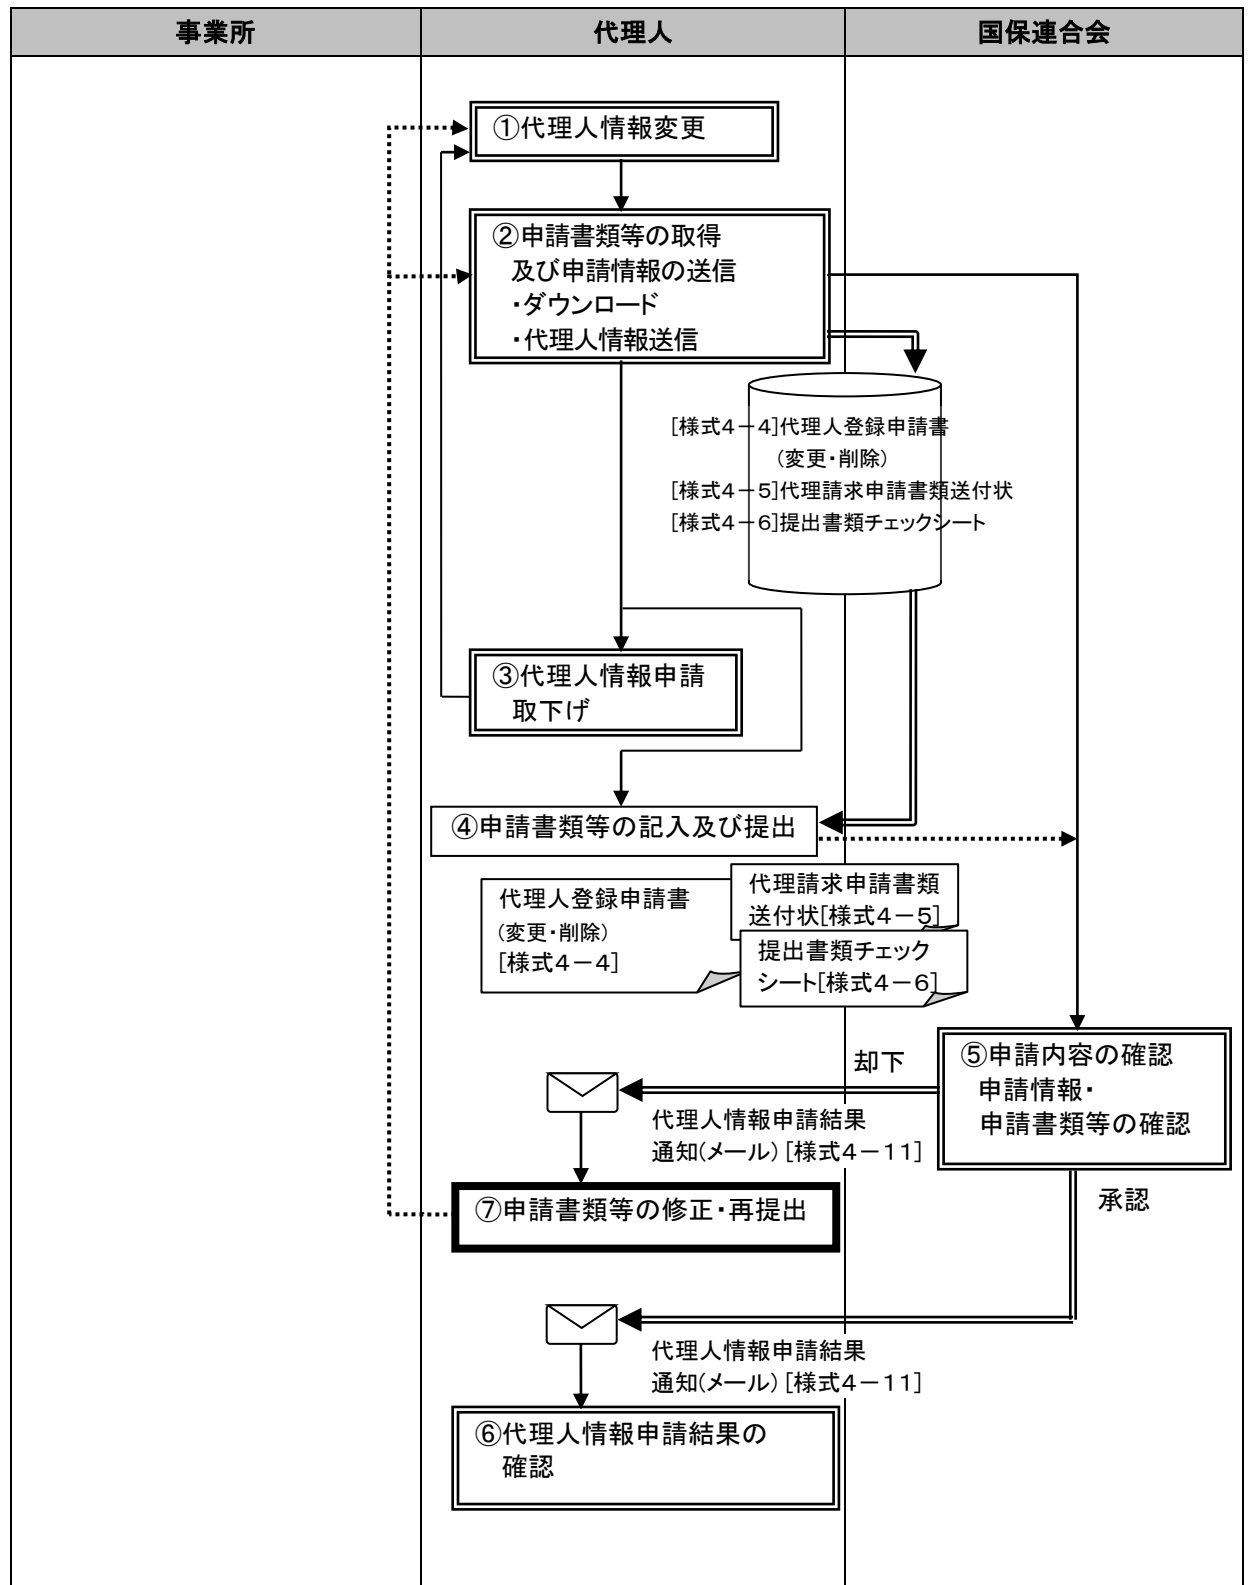 事業所
代理人
国保連合会
①代理人情報変更
②申請書類等の取得
及び申請情報の送信
・ダウンロード
・代理人情報送信
[様式4－4]代理人登録申請書
(変更・削除)
[様式4－5]代理請求申請書類送付状
[様式4－6]提出書類チェックシート
③代理人情報申請
取下げ
④申請書類等の記入及び提出
代理人登録申請書
(変更・削除)
[様式4－4]
代理請求申請書類
送付状[様式4－5]
提出書類チェック
シート[様式4－6]
⑤申請内容の確認
申請情報・
申請書類等の確認
却下
代理人情報申請結果
通知(メール) [様式4－11]
承認
⑦申請書類等の修正・再提出
代理人情報申請結果
通知(メール) [様式4－11]
⑥代理人情報申請結果の
確認